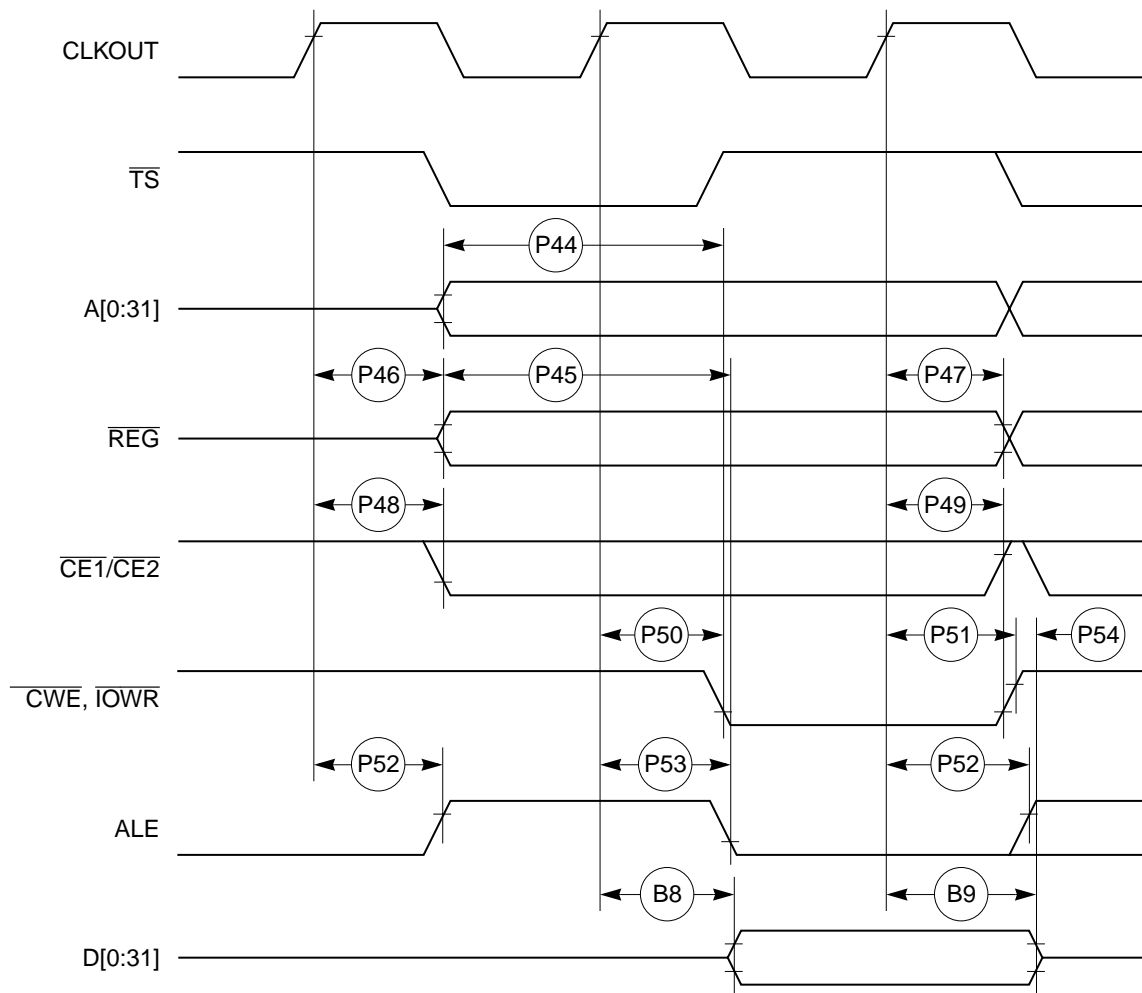 CLKOUT
TS
P44
A[0:31]
P46 P45 P47
REG
P48 P49
CE1/CE2
P50 P51 P54
CWE, IOWR
P52 P53 P52
ALE
B8 B9
D[0:31]